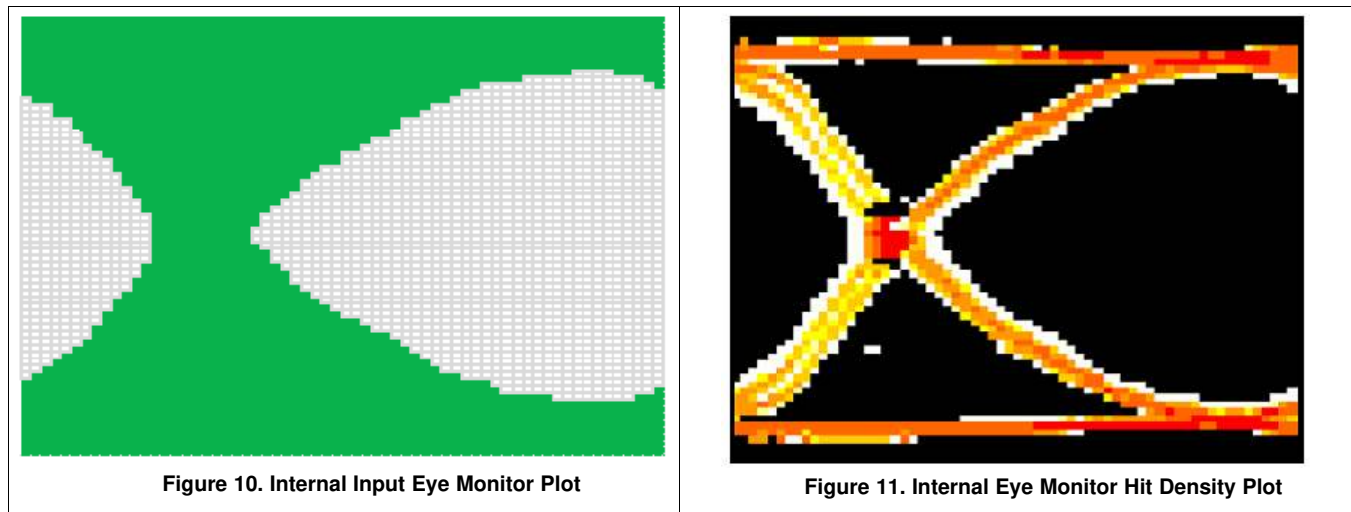 Figure 10. Internal Input Eye Monitor Plot
Figure 11. Internal Eye Monitor Hit Density Plot